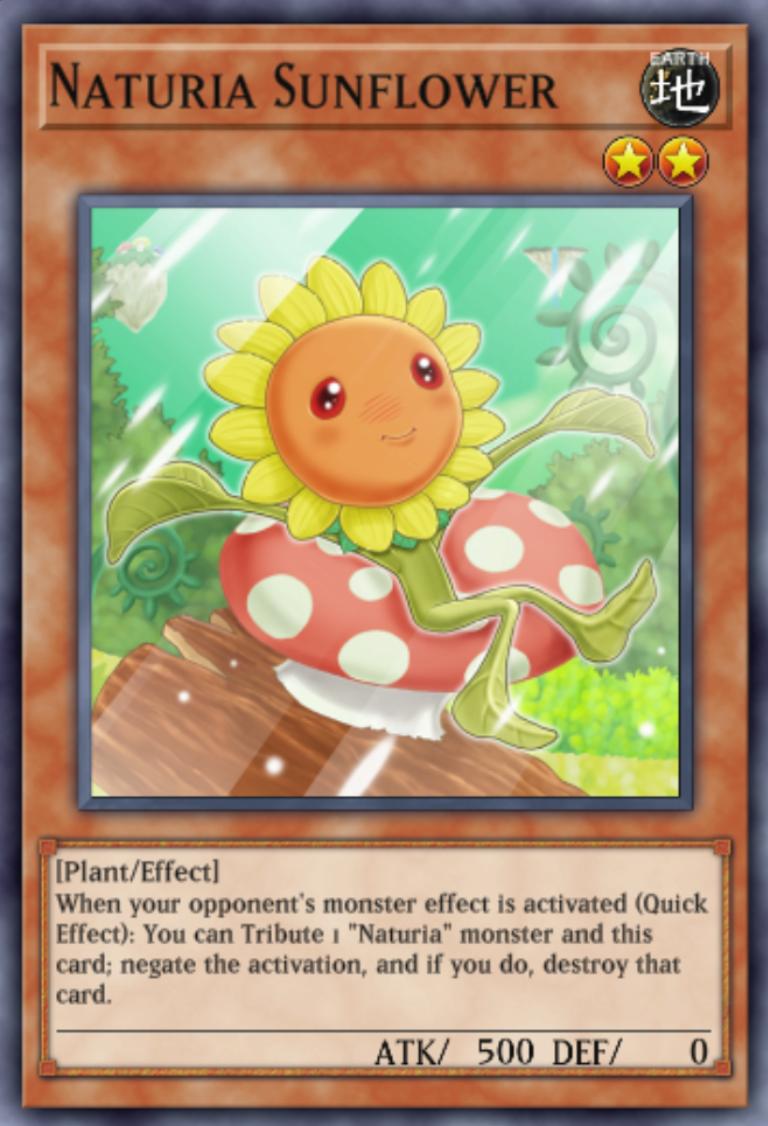 NATURIA SUNFLOWER
EARTH
地
[Plant/Effect]
When your opponent's monster effect is activated (Quick
Effect): You can Tribute 1 "Naturia" monster and this
card; negate the activation, and if you do, destroy that
card.
ATK/ 500 DEF/ 0